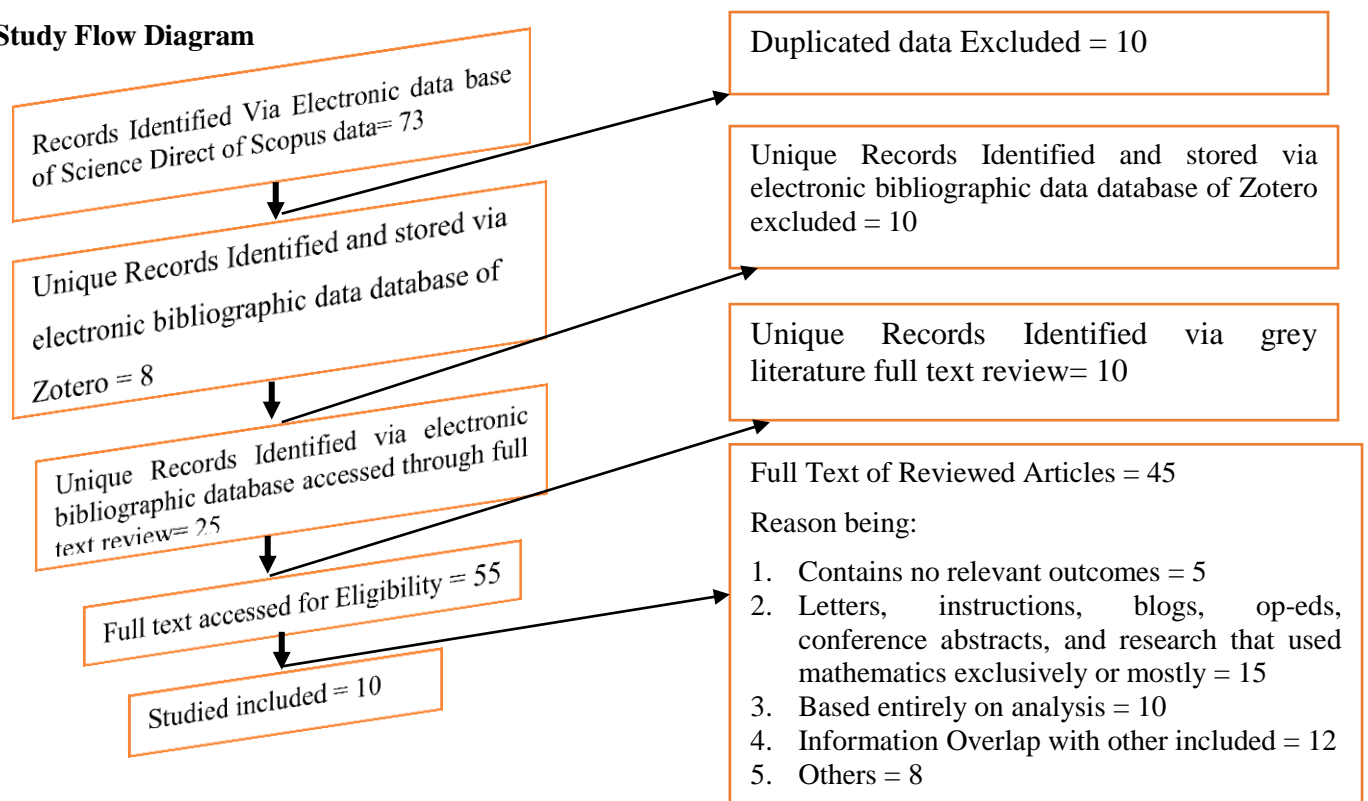 Study Flow Diagram
Records Identified Via Electronic data base
of Science Direct of Scopus data= 73
Unique Records Identified and stored via
electronic bibliographic data database of
Zotero = 8
Unique Records Identified via electronic
bibliographic database accessed through full
text review= 25
Full text accessed for Eligibility = 55
Studied included = 10
Duplicated data Excluded = 10
Unique Records Identified and stored via
electronic bibliographic data database of Zotero
excluded = 10
Unique Records Identified via grey
literature full text review= 10
Full Text of Reviewed Articles = 45
Reason being:
1. Contains no relevant outcomes = 5
2. Letters, instructions, blogs, op-eds,
conference abstracts, and research that used
mathematics exclusively or mostly = 15
3. Based entirely on analysis = 10
4. Information Overlap with other included = 12
5. Others = 8